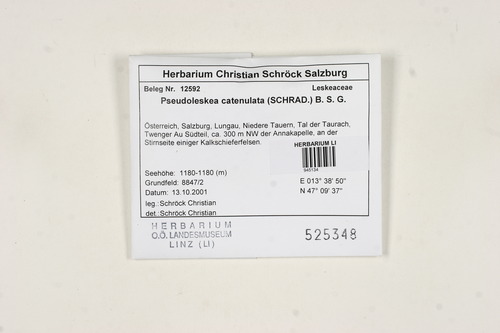 Herbarium Christian Schröck Salzburg
Beleg Nr. 12592 Leskeaceae
Pseudoleskea catenulata (SCHRAD.) B. S. G.
Österreich, Salzburg, Lungau, Niedere Tauern, Tal der Taurach,
Twenger Au Südteil, ca. 300 m NW der Annakapelle, an der
Stirnseite einiger Kalkschieferfelsen.
HERBARIUM LI
945134
Seehöhe: 1180-1180 (m) E 013° 38' 50"
Grundfeld: 8847/2 N 47° 09' 37"
Datum: 13.10.2001
leg.:Schröck Christian
det.:Schröck Christian
HERBARIUM
O.Ö. LANDESMUSEUM
LINZ (LI)
525348